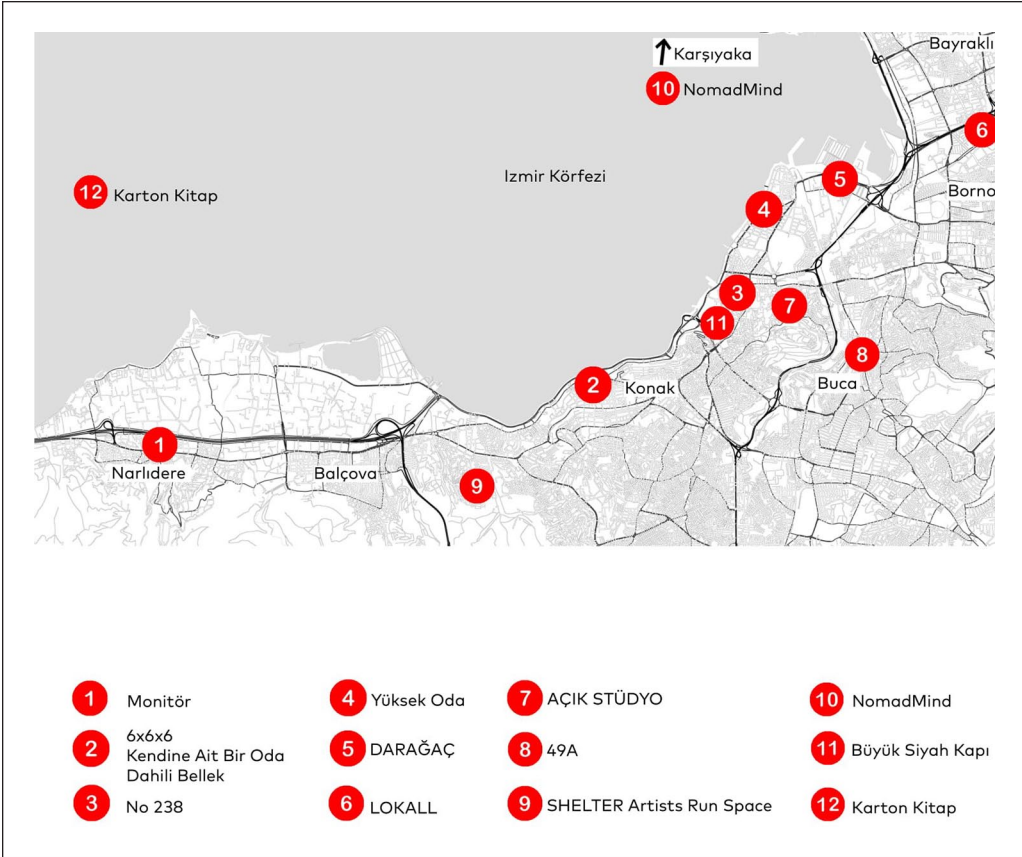 Bayraklı
Karşıyaka
10 NomadMind
6
12 Karton Kitap
Izmir Körfezi
5
Borno
4
3
7
11
8
2
Konak
Buca
1
Narlıdere
Balçova
9
1 Monitör
2 6x6x6
Kendine Ait Bir Oda
Dahili Bellek
3 No 238
4 Yüksek Oda
5 DARAĞAÇ
6 LOKALL
7 AÇIK STÜDYO
8 49A
9 SHELTER Artists Run Space
10 NomadMind
11 Büyük Siyah Kapı
12 Karton Kitap